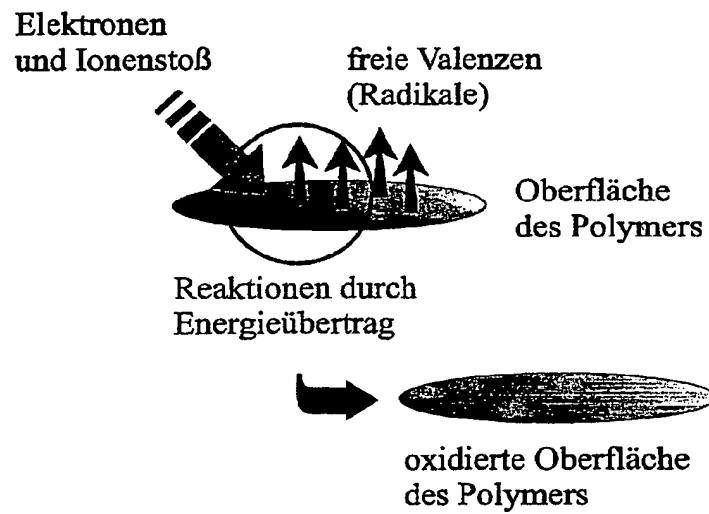 Elektronen
und Ionenstoß
freie Valenzen
(Radikale)
Oberfläche
des Polymers
Reaktionen durch
Energieübertrag
oxidierte Oberfläche
des Polymers